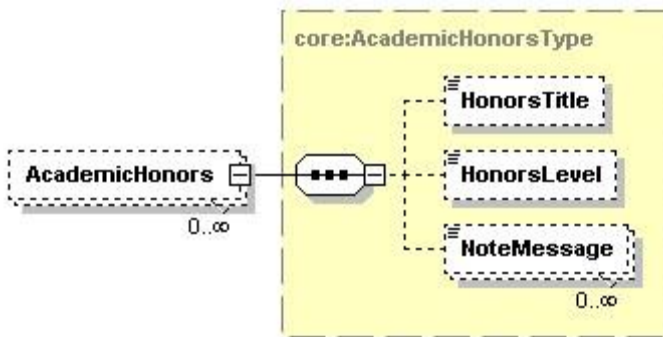 core:AcademicHonorsType
HonorsTitle
AcademicHonors
HonorsLevel
0..∞
NoteMessage
0..∞